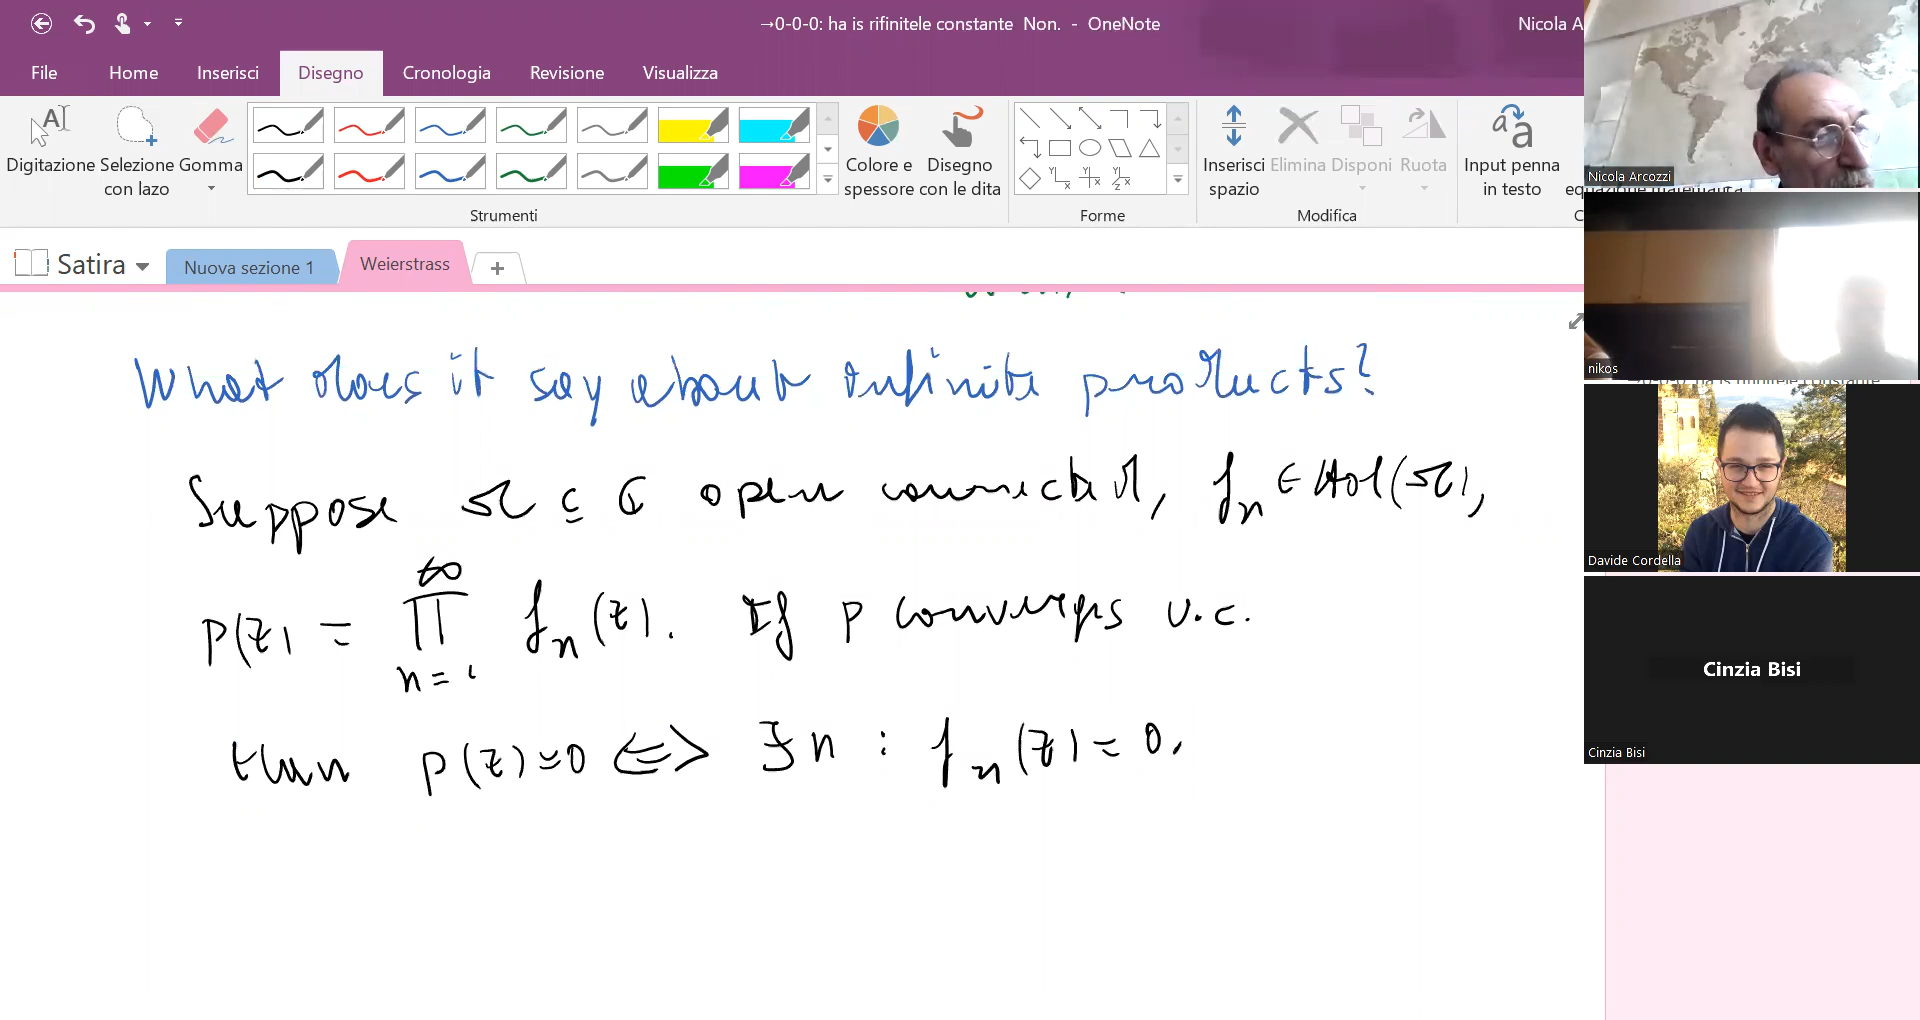 →0-0-0: ha is rifinitele constante Non. - OneNote
Nicola A
File Home Inserisci Disegno Cronologia Revisione Visualizza
Digitazione
Selezione con lazo
Gomma
Strumenti
Colore e spessore
Disegno con le dita
Forme
Inserisci spazio
Elimina
Disponi
Ruota
Modifica
Input penna in testo
Satira
Nuova sezione 1
Weierstrass
+
What does it say about infinite products?
Suppose Ω ⊆ ℂ open connected, fₙ ∈ Hol(Ω),
p(z) = ∏_{n=1}^{∞} fₙ(z). If p converges u.c.
then p(z)=0 <=> ∃n : fₙ(z)=0.
Nicola Arcozzi
nikos
Davide Cordella
Cinzia Bisi
Cinzia Bisi